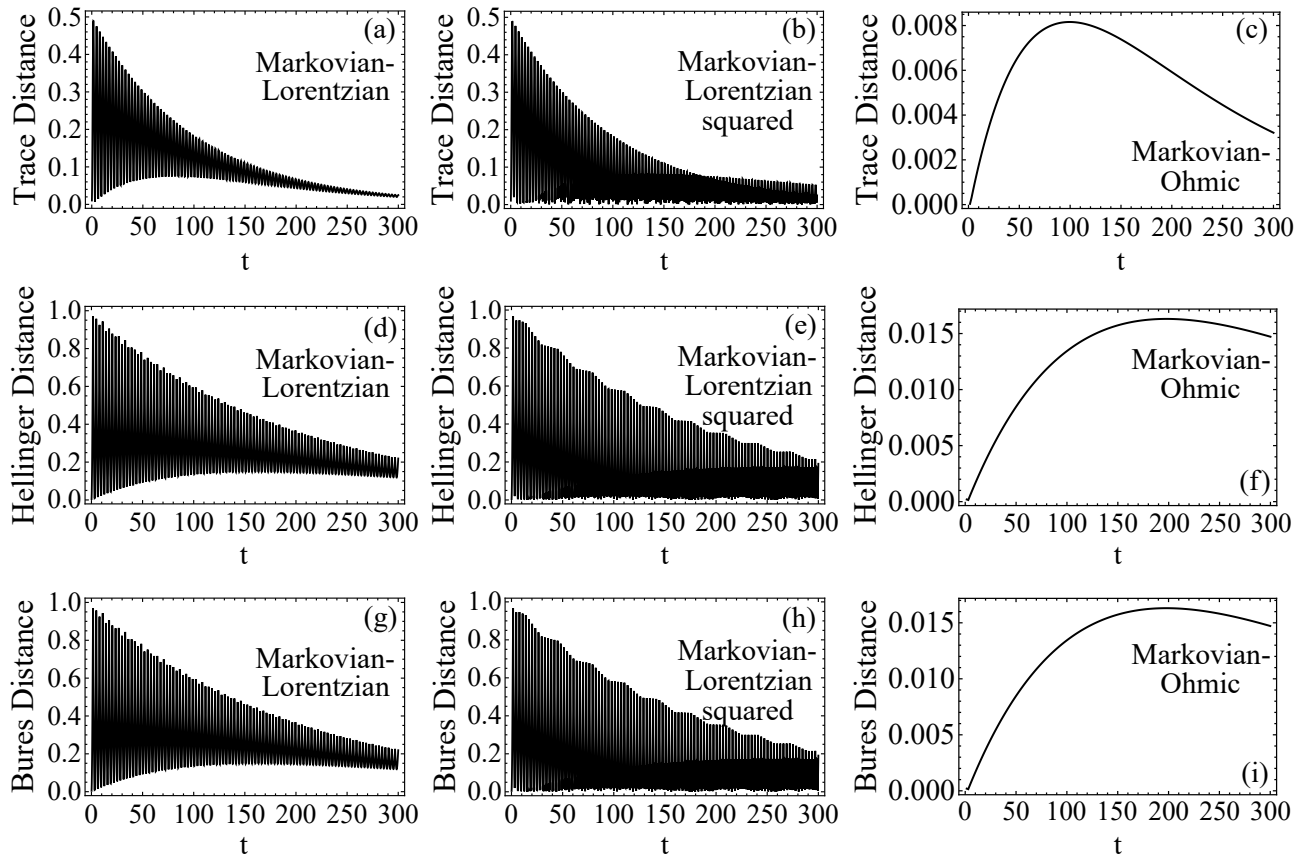 Trace Distance
0.5
0.4
0.3
0.2
0.1
0.0
(a)
Markovian-
Lorentzian
0 50 100 150 200 250 300
t
Trace Distance
0.5
0.4
0.3
0.2
0.1
0.0
(b)
Markovian-
Lorentzian
squared
0 50 100 150 200 250 300
t
Trace Distance
0.008
0.006
0.004
0.002
0.000
(c)
Markovian-
Ohmic
0 50 100 150 200 250 300
t
Hellinger Distance
1.0
0.8
0.6
0.4
0.2
0.0
(d)
Markovian-
Lorentzian
0 50 100 150 200 250 300
t
Hellinger Distance
1.0
0.8
0.6
0.4
0.2
0.0
(e)
Markovian-
Lorentzian
squared
0 50 100 150 200 250 300
t
Hellinger Distance
0.015
0.010
0.005
0.000
Markovian-
Ohmic
(f)
0 50 100 150 200 250 300
t
Bures Distance
1.0
0.8
0.6
0.4
0.2
0.0
(g)
Markovian-
Lorentzian
0 50 100 150 200 250 300
t
Bures Distance
1.0
0.8
0.6
0.4
0.2
0.0
(h)
Markovian-
Lorentzian
squared
0 50 100 150 200 250 300
t
Bures Distance
0.015
0.010
0.005
0.000
Markovian-
Ohmic
(i)
0 50 100 150 200 250 300
t